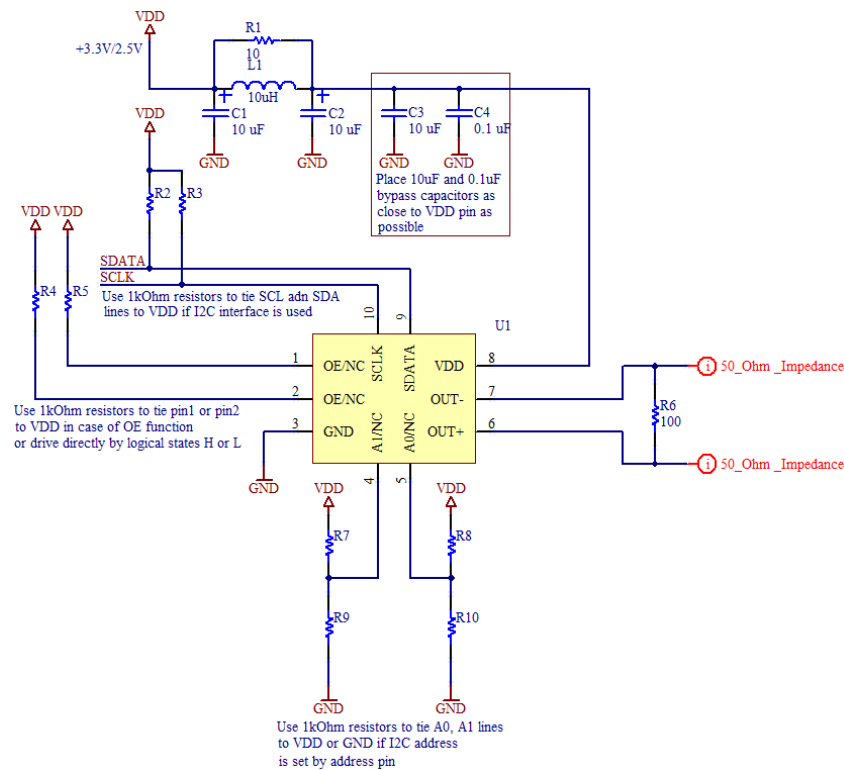 VDD
+3.3V/2.5V
R1
10
L1
10uH
C1
10 uF
C2
10 uF
C3
10 uF
C4
0.1 uF
GND
GND
GND
GND
Place 10uF and 0.1uF
bypass capacitors as
close to VDD pin as
possible
VDD
R2
R3
VDD
VDD
SDATA
SCLK
R4
R5
Use 1kOhm resistors to tie SCL adn SDA
lines to VDD if I2C interface is used
10
9
U1
1
OE/NC
SCLK
SDATA
VDD
8
2
OE/NC
OUT-
7
3
GND
A1/NC
A0/NC
OUT+
6
4
5
50_Ohm _Impedance
R6
100
50_Ohm _Impedance
Use 1kOhm resistors to tie pin1 or pin2
to VDD in case of OE function
or drive directly by logical states H or L
GND
VDD
VDD
R7
R8
R9
R10
GND
GND
Use 1kOhm resistors to tie A0, A1 lines
to VDD or GND if I2C address
is set by address pin